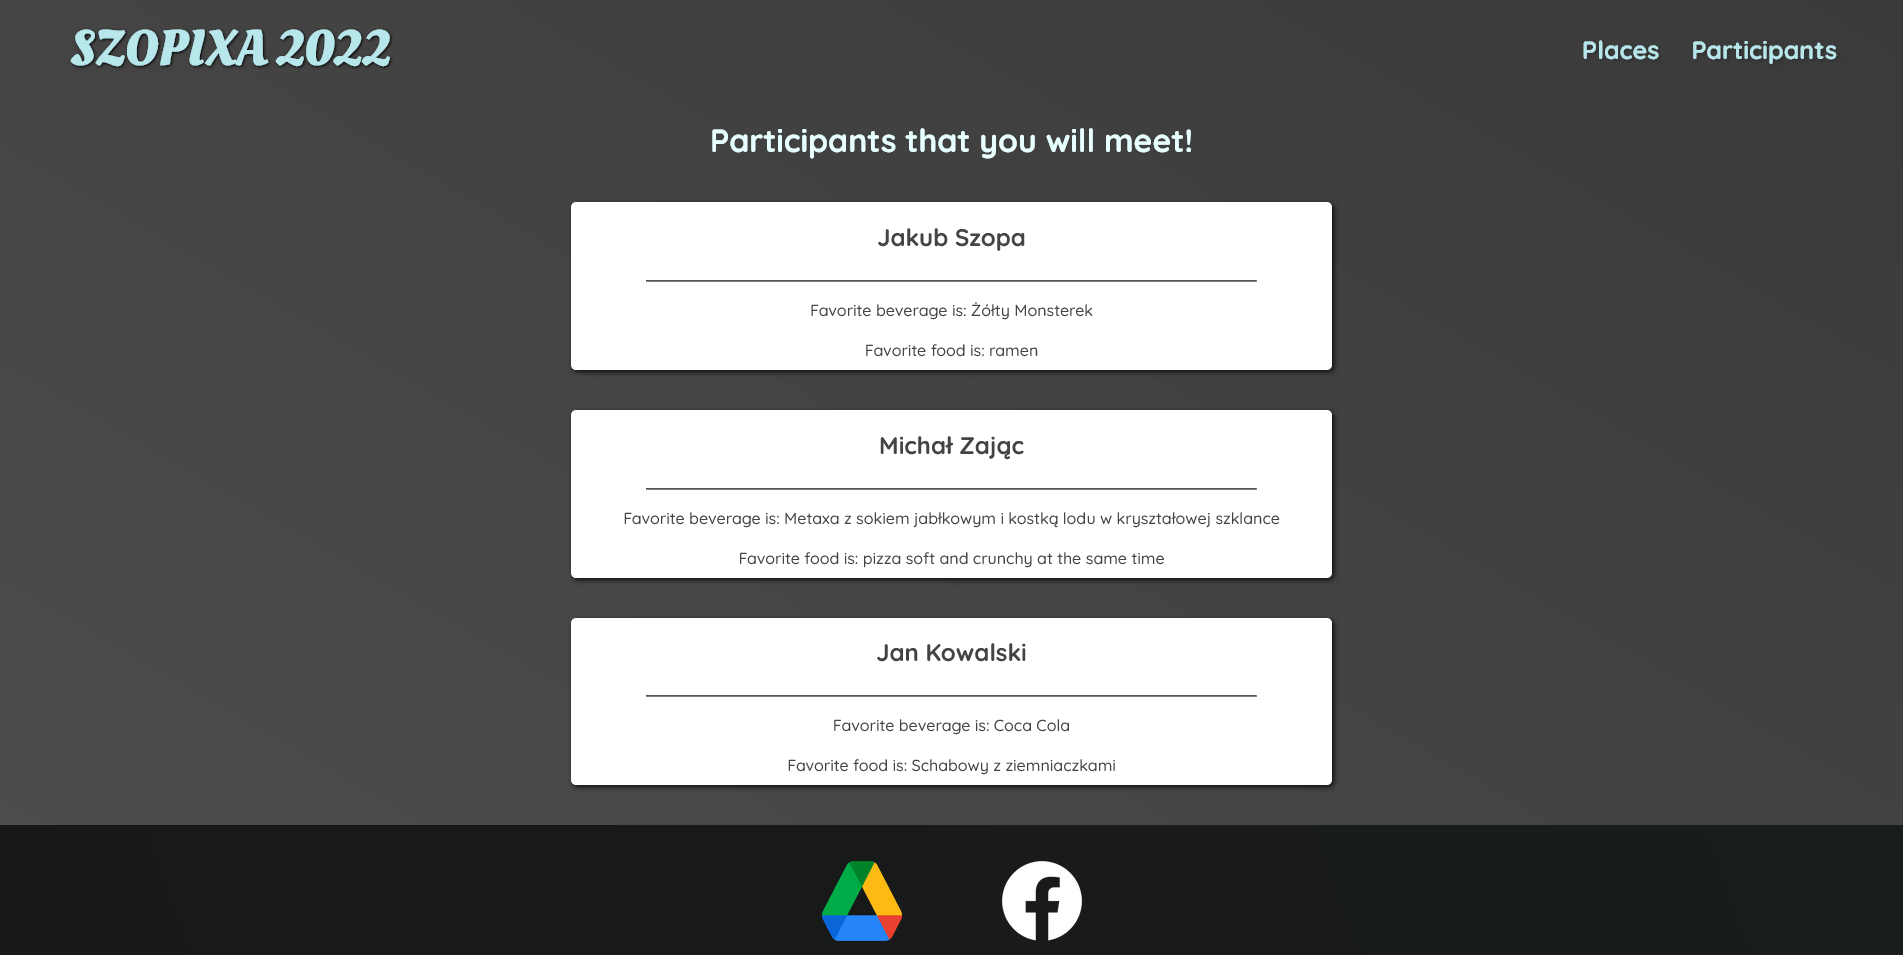 SZOPIXA 2022
Places
Participants
Participants that you will meet!
Jakub Szopa
Favorite beverage is: Żółty Monsterek
Favorite food is: ramen
Michał Zając
Favorite beverage is: Metaxa z sokiem jabłkowym i kostką lodu w kryształowej szklance
Favorite food is: pizza soft and crunchy at the same time
Jan Kowalski
Favorite beverage is: Coca Cola
Favorite food is: Schabowy z ziemniaczkami